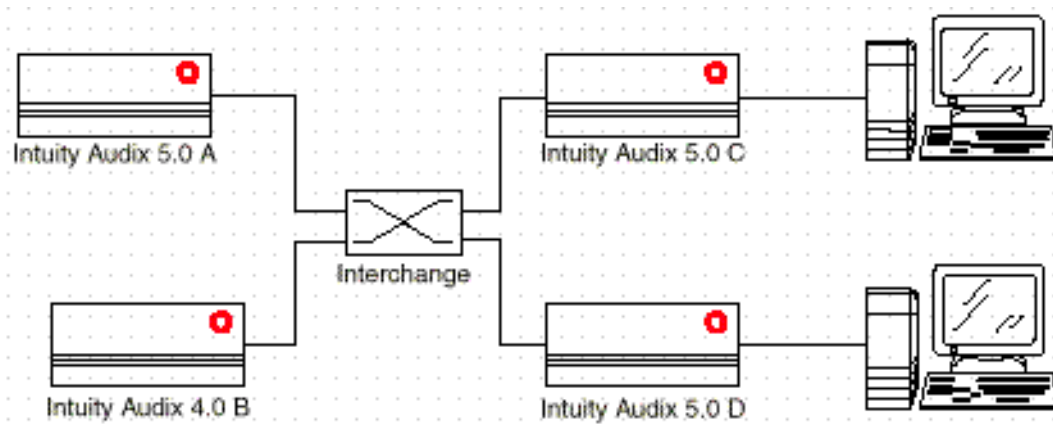 Intuity Audix 5.0 A
Intuity Audix 5.0 C
Interchange
Intuity Audix 4.0 B
Intuity Audix 5.0 D